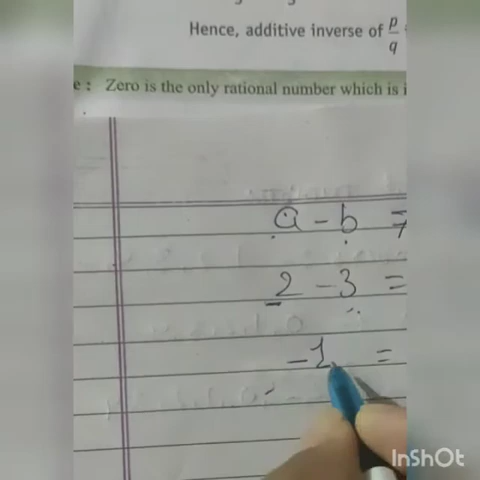 Hence, additive inverse of p/q
e : Zero is the only rational number which is i
a - b ≠
2 - 3 =
-1 =
InShOt